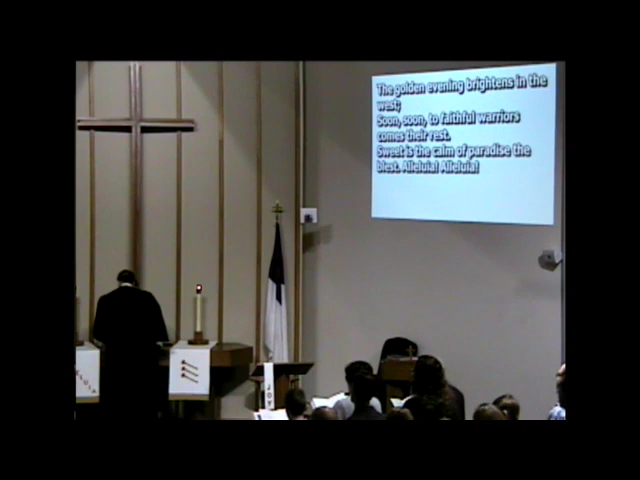 The golden evening brightens in the
west;
Soon, soon, to faithful warriors
comes their rest.
Sweet is the calm of paradise the
blest. Alleluia! Alleluia!
JOY